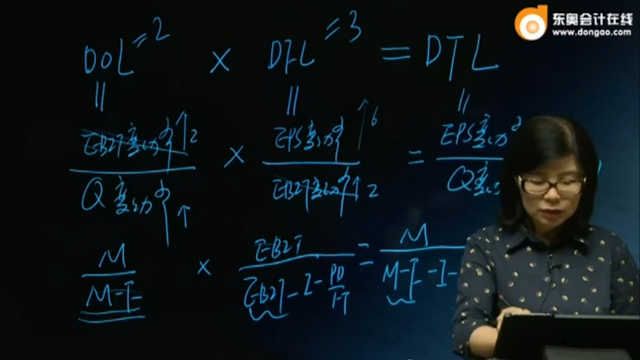 东奥会计在线
www.dongao.com
DOL = 2 × DFL = 3 = DTL
|| || ||
EBIT变动率↑2 / Q变动率↑ × EPS变动率↑6 / EBIT变动率↑2 = EPS变动 / Q变动
M / M-F × EBIT / EBIT-I-PD/1-T = M / M-F-I-